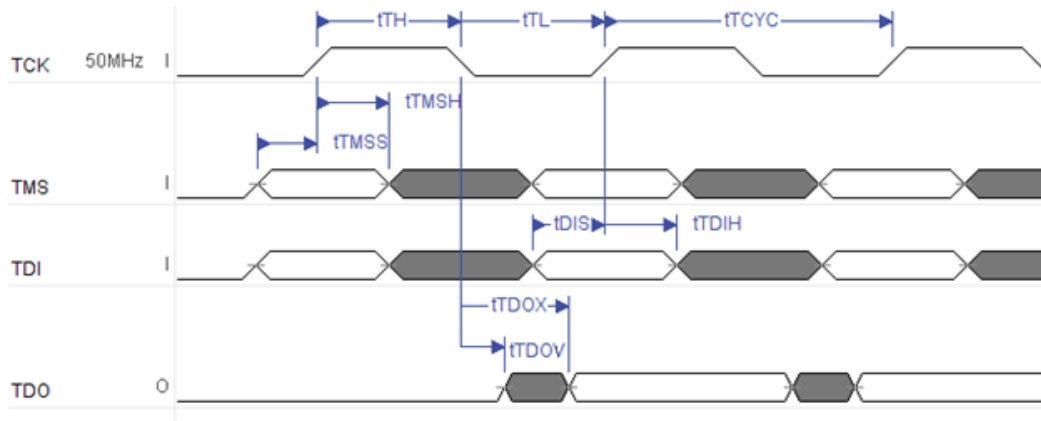 tTH tTL tTCYC
TCK 50MHz I
tTMSH
tTMSS
TMS I
tDIS tTDIH
TDI I
tTDOX
tTDOV
TDO O